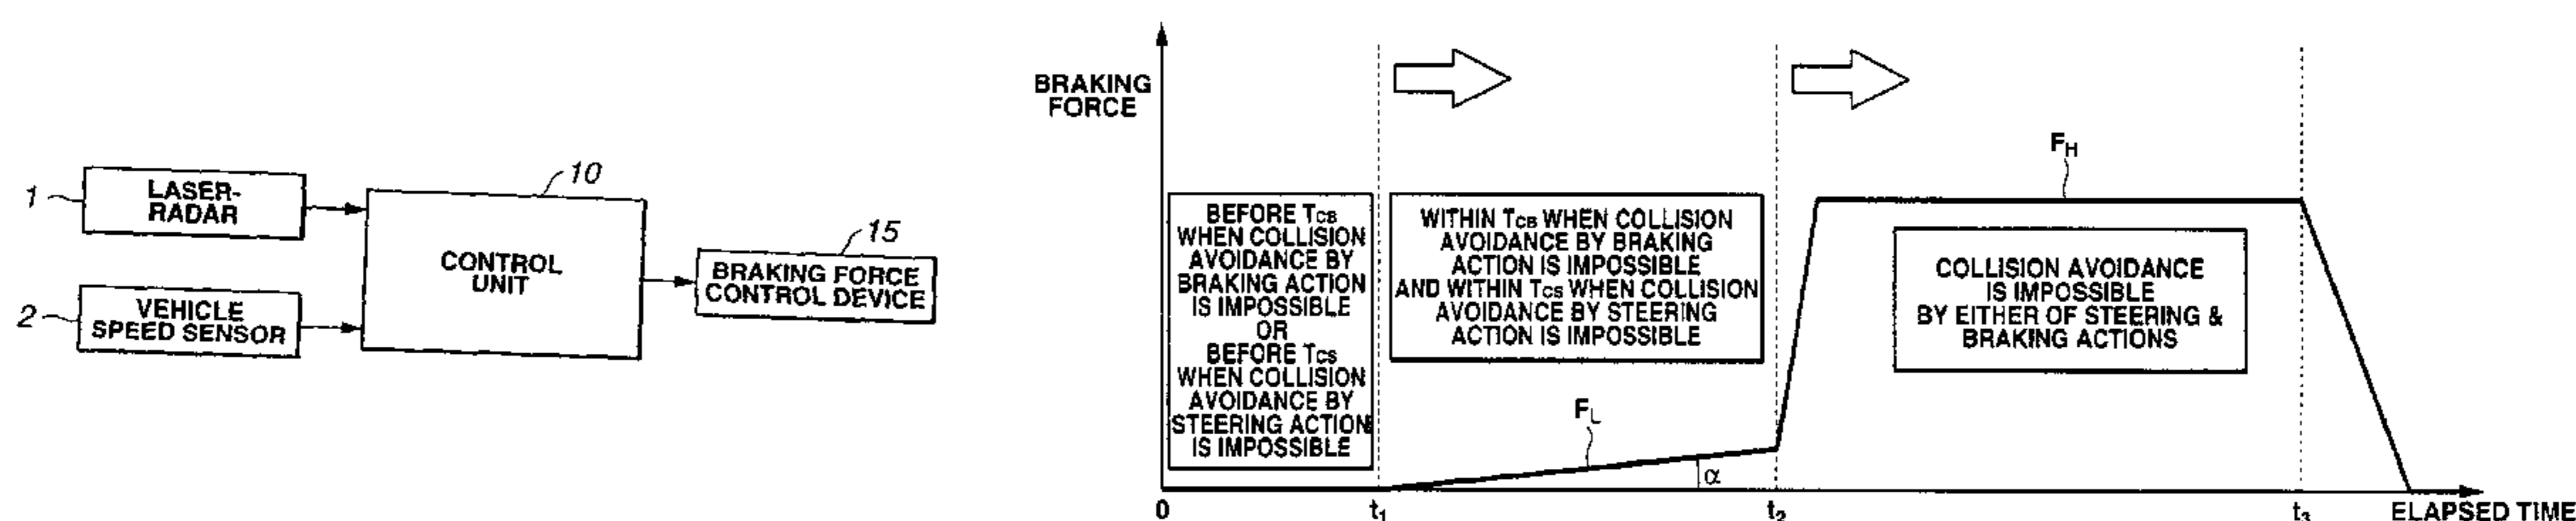 1
LASER-
RADAR
2
VEHICLE
SPEED SENSOR
10
CONTROL
UNIT
15
BRAKING FORCE
CONTROL DEVICE
BRAKING
FORCE
BEFORE TCB
WHEN COLLISION
AVOIDANCE BY
BRAKING ACTION
IS IMPOSSIBLE
OR
BEFORE TCS
WHEN COLLISION
AVOIDANCE BY
STEERING ACTION
IS IMPOSSIBLE
WITHIN TCB WHEN COLLISION
AVOIDANCE BY BRAKING
ACTION IS IMPOSSIBLE
AND WITHIN TCS WHEN COLLISION
AVOIDANCE BY STEERING
ACTION IS IMPOSSIBLE
FL
α
FH
COLLISION AVOIDANCE
IS IMPOSSIBLE
BY EITHER OF STEERING &
BRAKING ACTIONS
0
t1
t2
t3
ELAPSED TIME